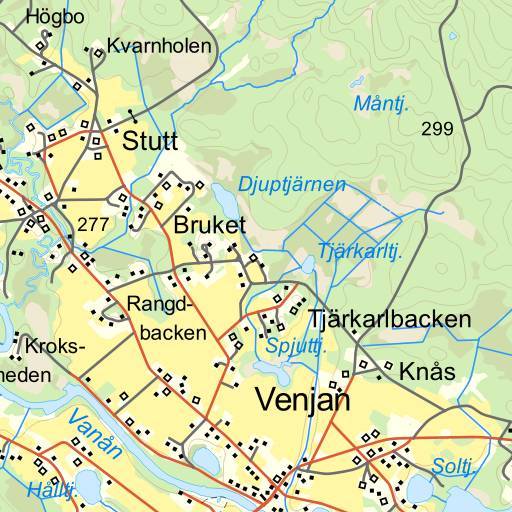 Högbo
Kvarnholen
Måntj.
299
Stutt
Djuptjärnen
Bruket
277
Tjärkarltj.
Rangd-
backen
Tjärkarlbacken
Kroks-
heden
Spjuttj.
Knås
Venjan
Vanån
Soltj.
Hålltj.